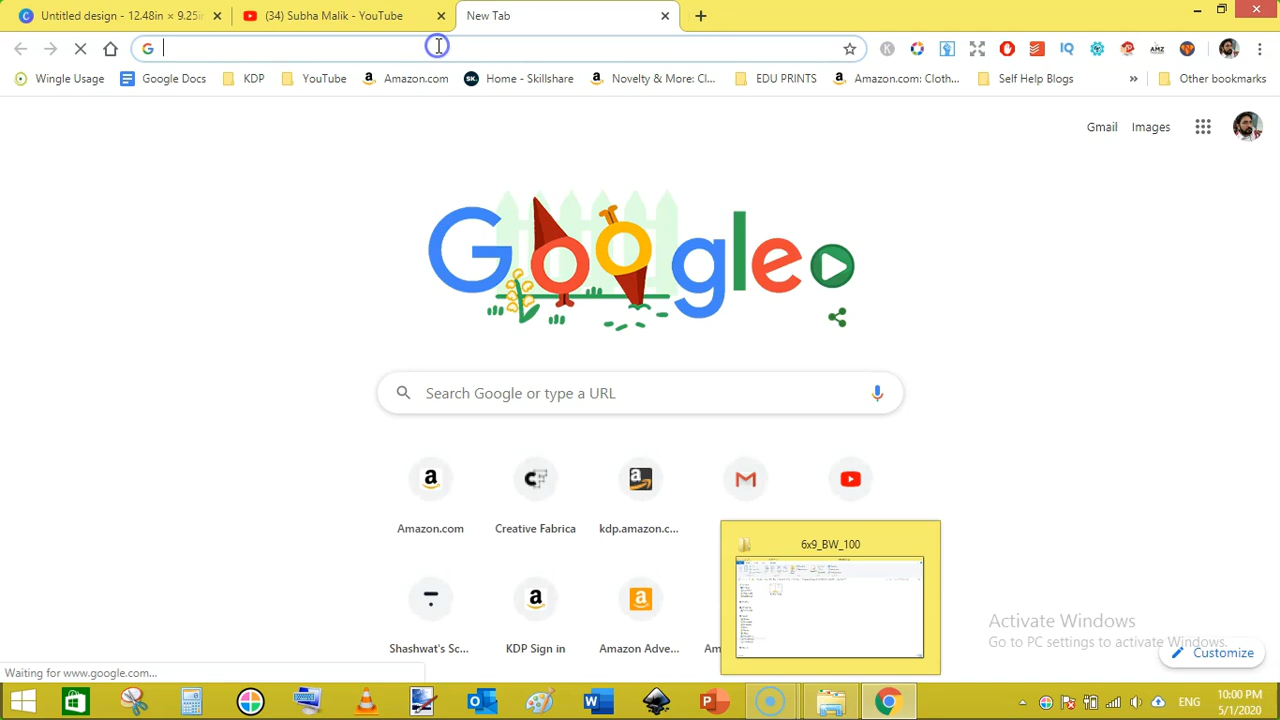 Untitled design - 12.48in × 9.25in
(34) Subha Malik - YouTube
New Tab
Wingle Usage
Google Docs
KDP
YouTube
Amazon.com
Home - Skillshare
Novelty & More: Cl...
EDU PRINTS
Amazon.com: Cloth...
Self Help Blogs
»
Other bookmarks
Gmail
Images
Google
Search Google or type a URL
Amazon.com
Creative Fabrica
kdp.amazon.c...
6x9_BW_100
Shashwat's Sc...
KDP Sign in
Amazon Adve...
Activate Windows
Go to PC settings to activate Windows.
Customize
Waiting for www.google.com...
ENG
10:00 PM
5/1/2020